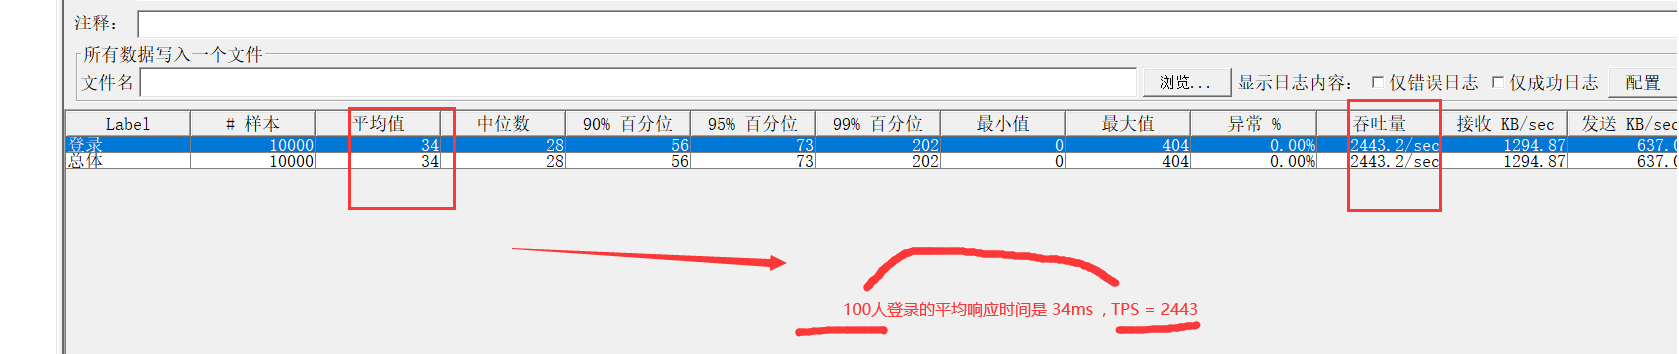 注释：
所有数据写入一个文件
文件名 浏览... 显示日志内容： 仅错误日志 仅成功日志 配置
Label # 样本 平均值 中位数 90% 百分位 95% 百分位 99% 百分位 最小值 最大值 异常 % 吞吐量 接收 KB/sec 发送 KB/sec
登录 10000 34 28 56 73 202 0 404 0.00% 2443.2/sec 1294.87 637.0
总体 10000 34 28 56 73 202 0 404 0.00% 2443.2/sec 1294.87 637.0
100人登录的平均响应时间是 34ms , TPS = 2443